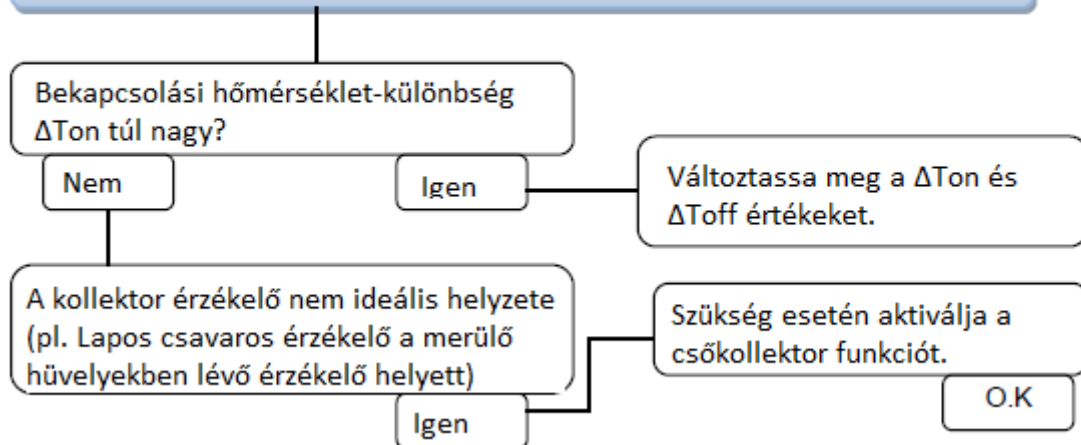 Bekapcsolási hőmérséklet-különbség
ΔTon túl nagy?
Nem
Igen
Változtassa meg a ΔTon és
ΔToff értékeket.
A kollektor érzékelő nem ideális helyzete
(pl. Lapos csavaros érzékelő a merülő
hüvelyekben lévő érzékelő helyett)
Igen
Szükség esetén aktiválja a
csőkollektor funkciót.
O.K